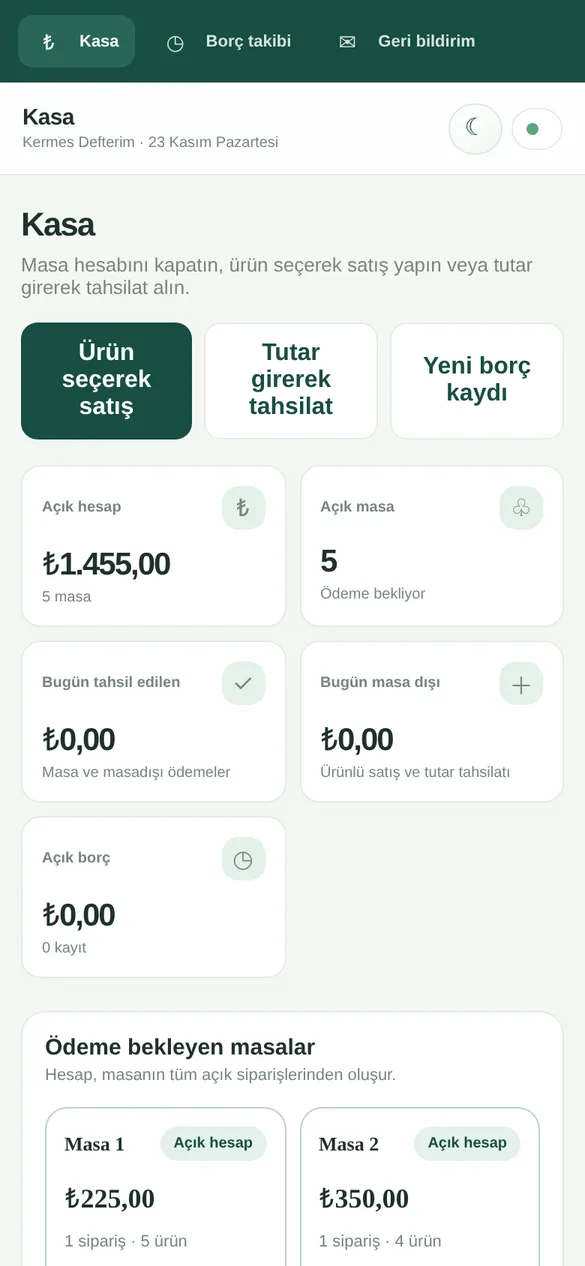 ₺ Kasa
Borç takibi
Geri bildirim
Kasa
Kermes Defterim · 23 Kasım Pazartesi
Kasa
Masa hesabını kapatın, ürün seçerek satış yapın veya tutar
girerek tahsilat alın.
Ürün
seçerek
satış
Tutar
girerek
tahsilat
Yeni borç
kaydı
Açık hesap
₺
₺1.455,00
5 masa
Açık masa
5
Ödeme bekliyor
Bugün tahsil edilen
₺0,00
Masa ve masadışı ödemeler
Bugün masa dışı
₺0,00
Ürünlü satış ve tutar tahsilatı
Açık borç
₺0,00
0 kayıt
Ödeme bekleyen masalar
Hesap, masanın tüm açık siparişlerinden oluşur.
Masa 1
Açık hesap
₺225,00
1 sipariş · 5 ürün
Masa 2
Açık hesap
₺350,00
1 sipariş · 4 ürün